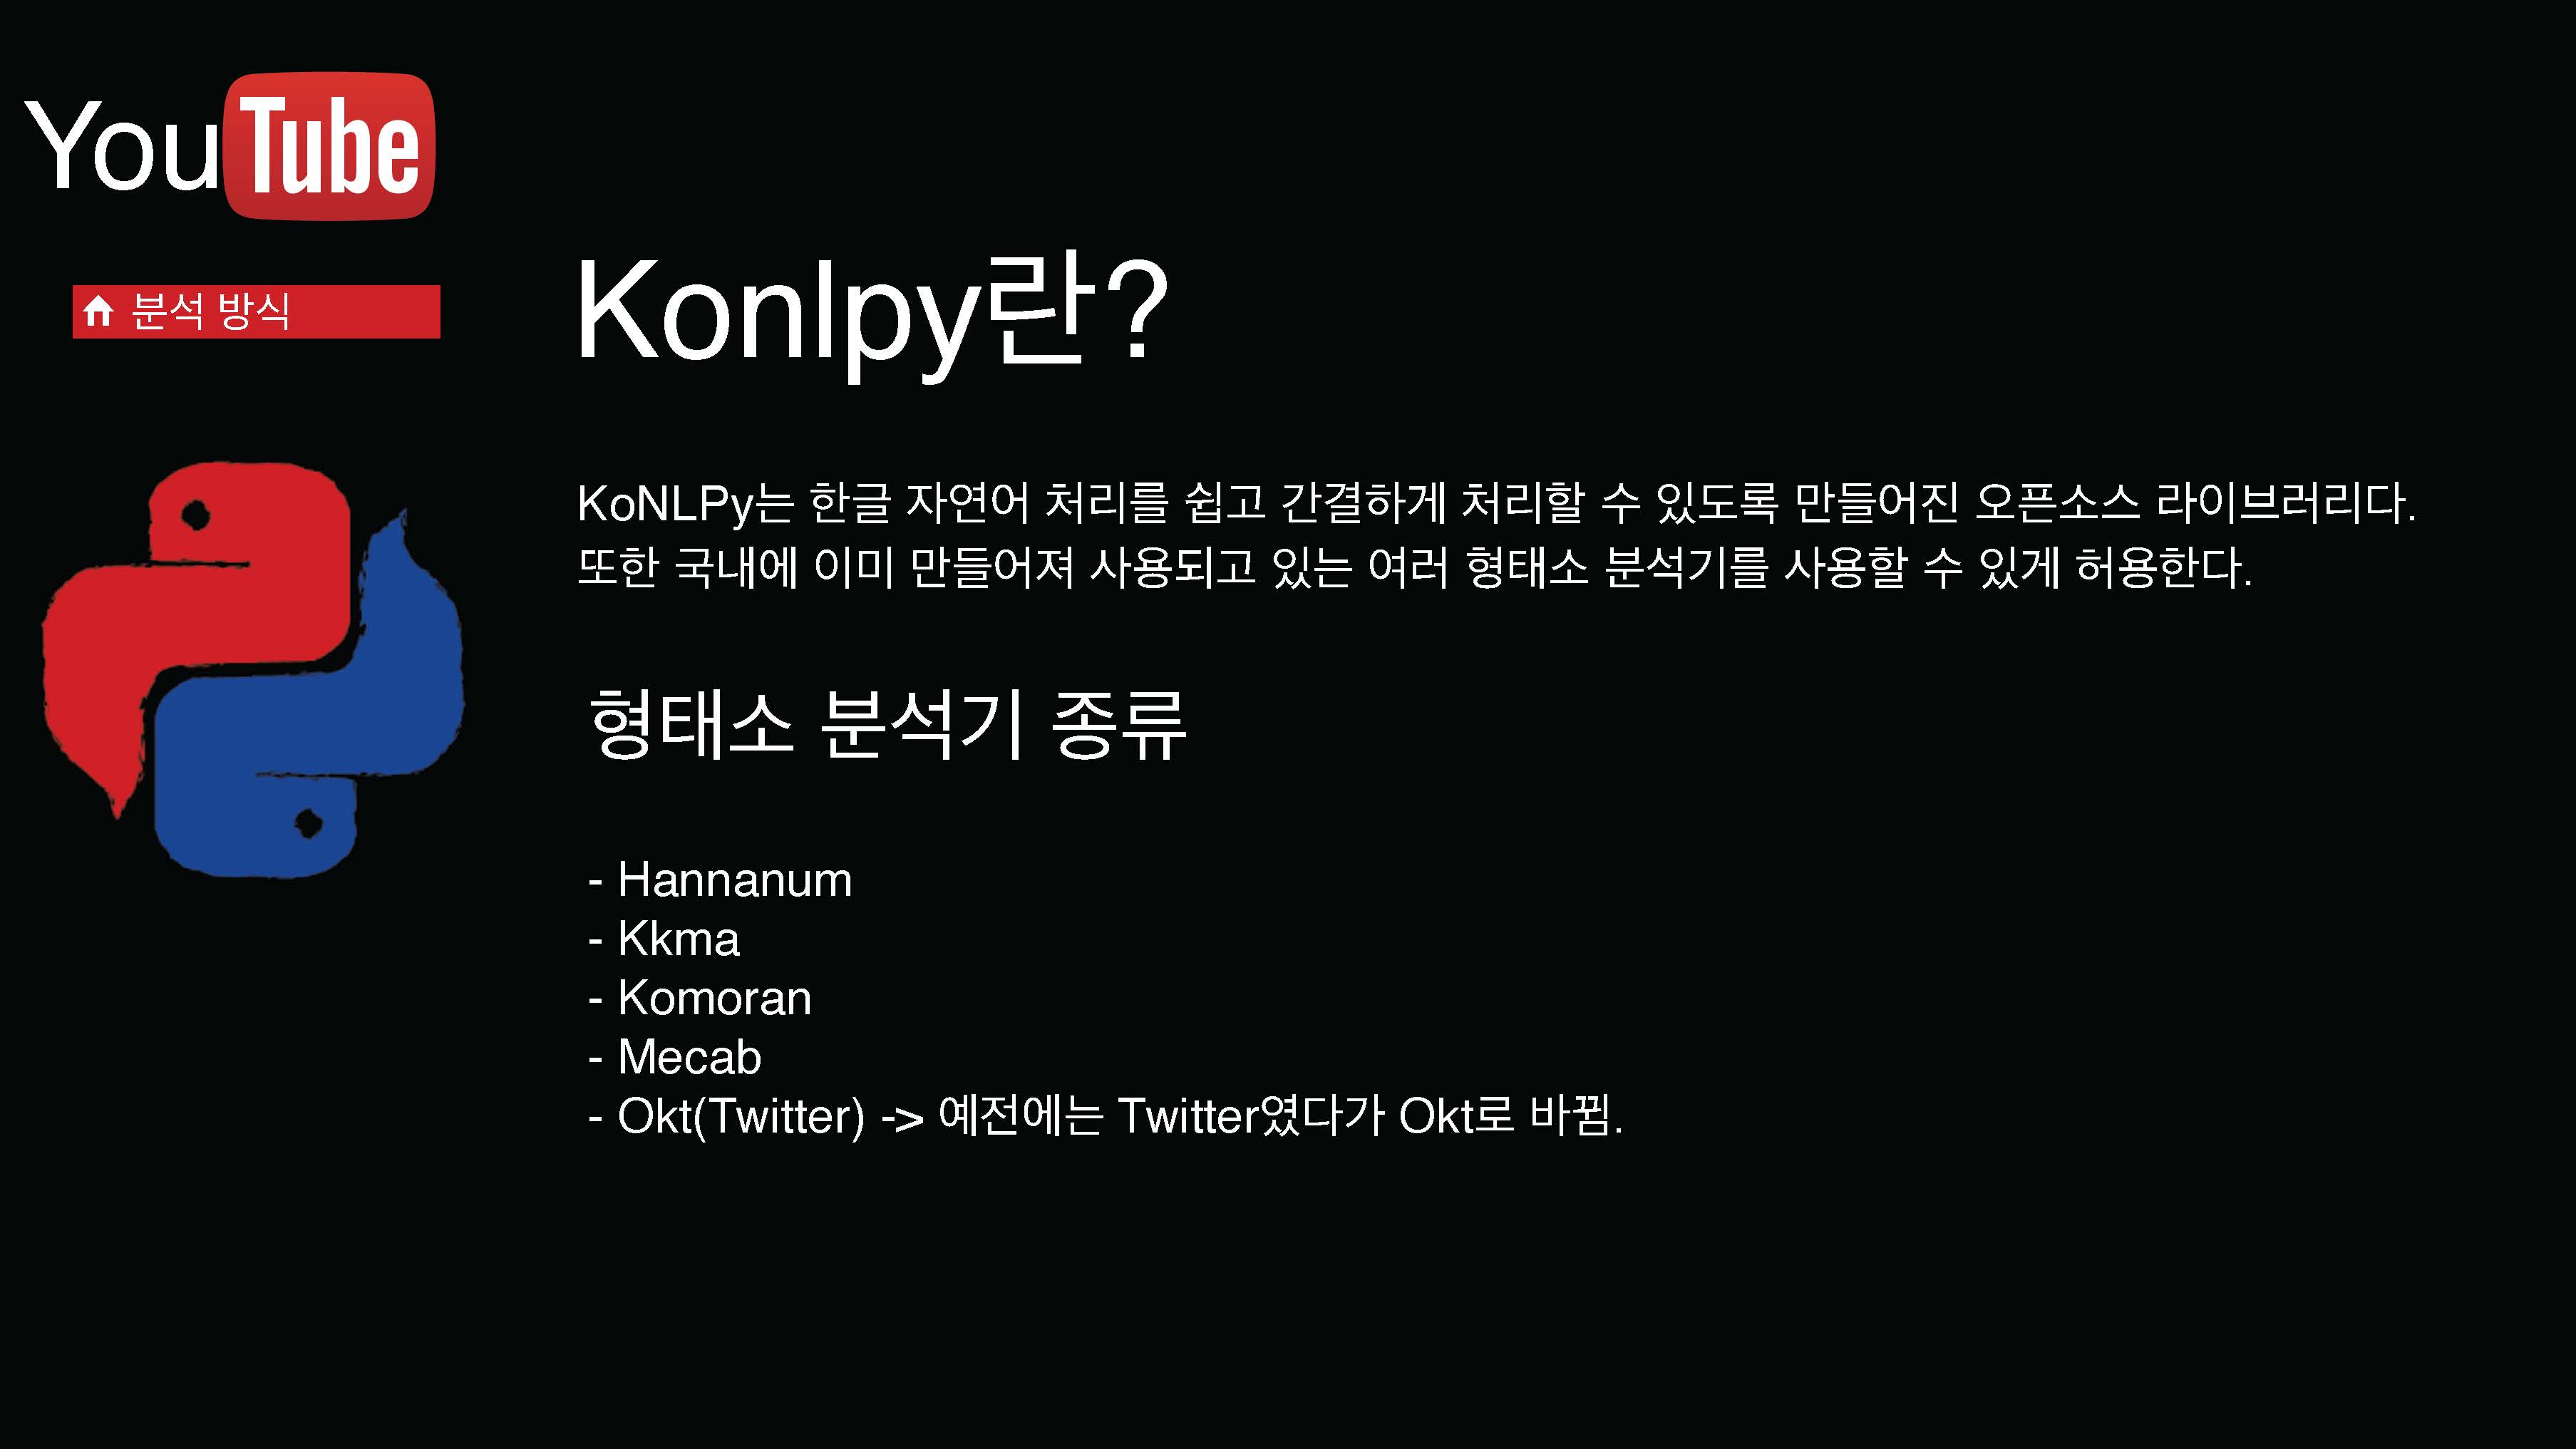 YouTube
분석 방식
Konlpy란?
KoNLPy는 한글 자연어 처리를 쉽고 간결하게 처리할 수 있도록 만들어진 오픈소스 라이브러리다.
또한 국내에 이미 만들어져 사용되고 있는 여러 형태소 분석기를 사용할 수 있게 허용한다.
형태소 분석기 종류
- Hannanum
- Kkma
- Komoran
- Mecab
- Okt(Twitter) -> 예전에는 Twitter였다가 Okt로 바뀜.